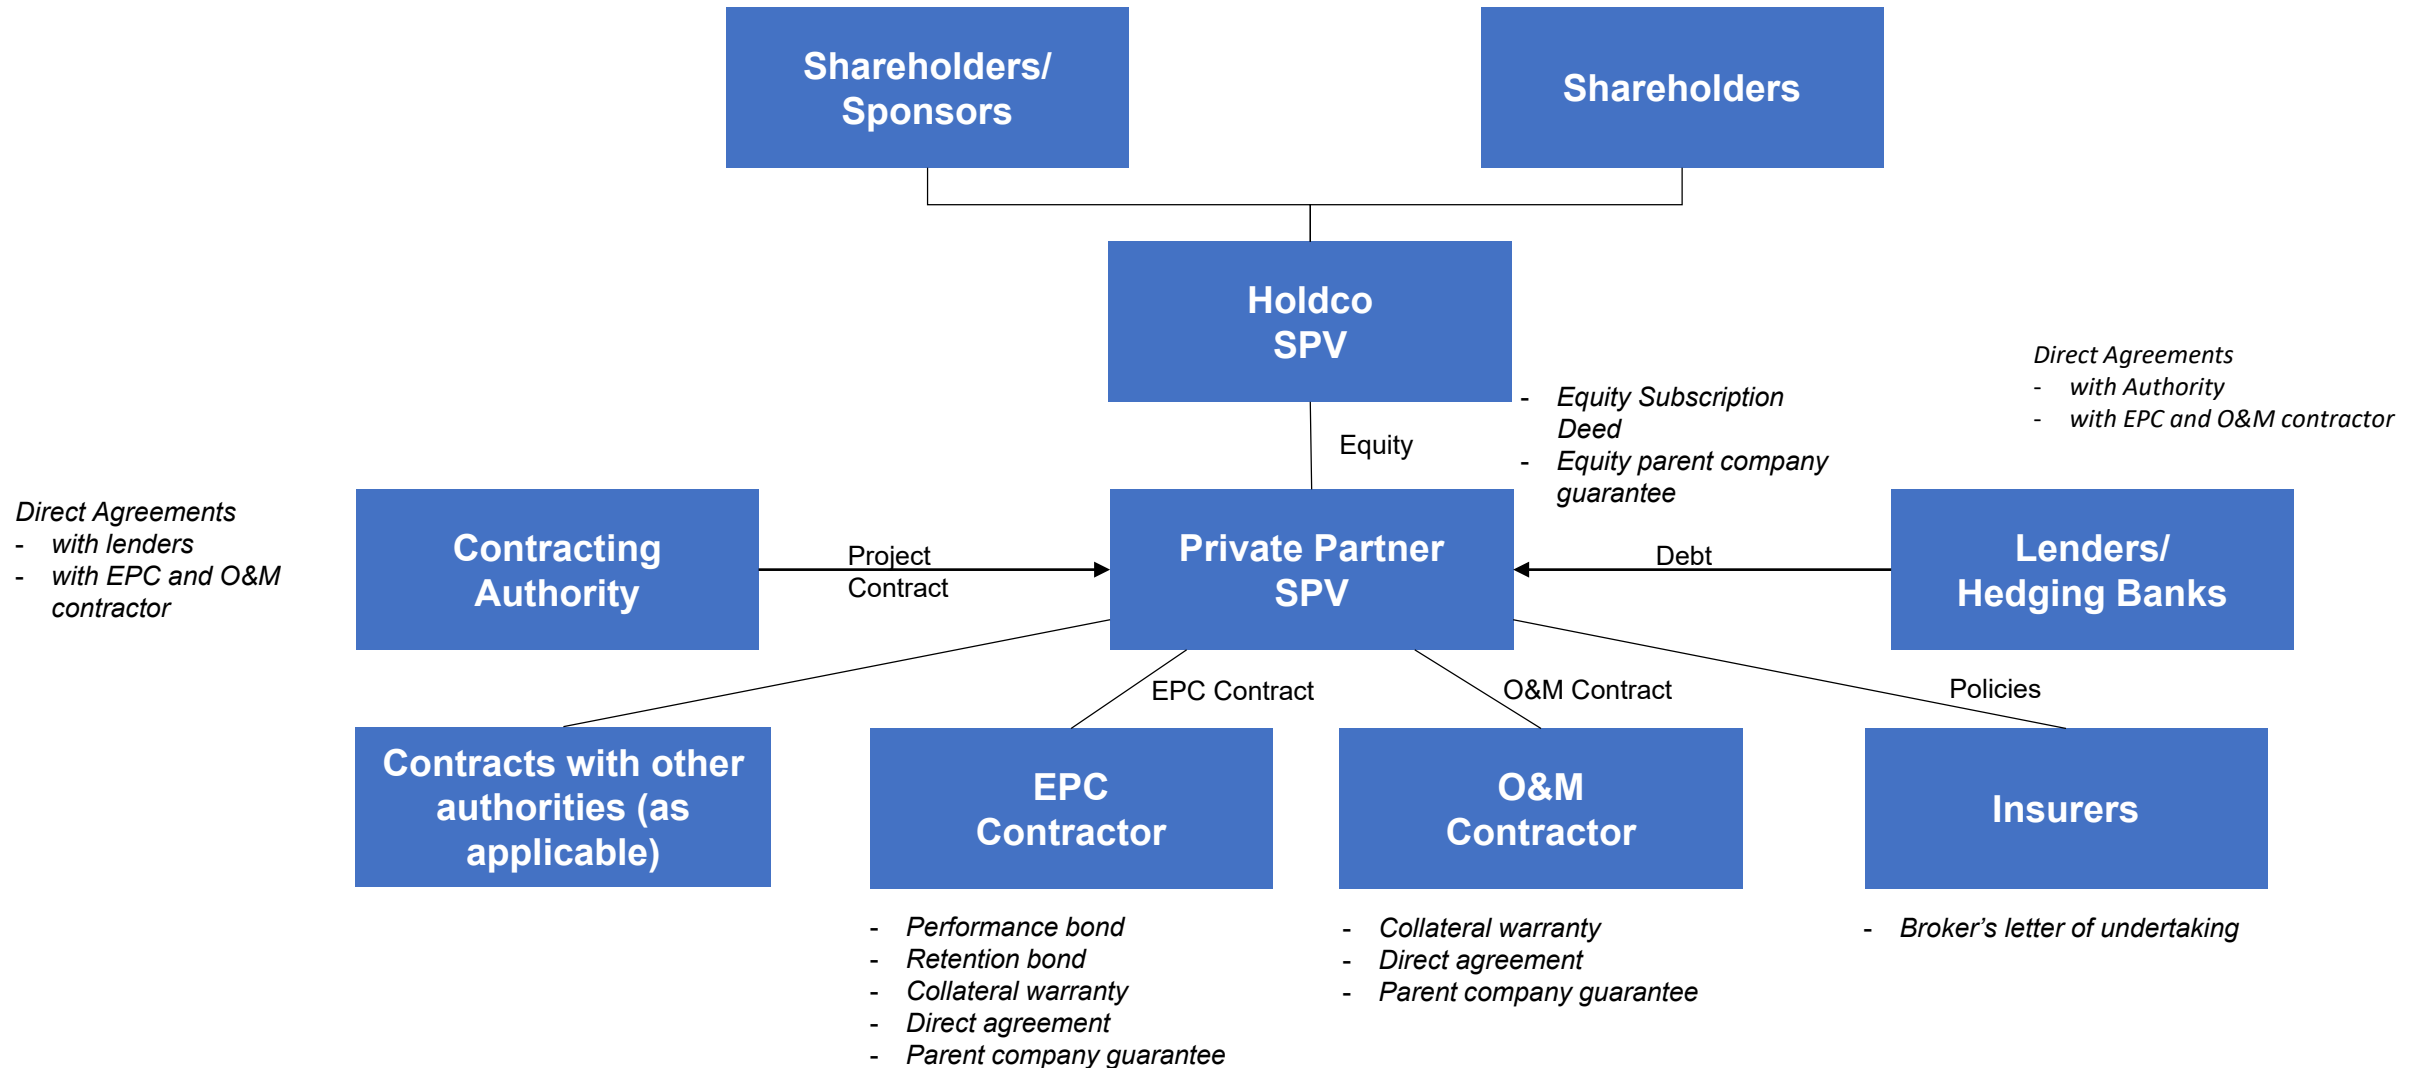 Shareholders/
Sponsors
Shareholders
Holdco
SPV
Direct Agreements
- with Authority
- with EPC and O&M contractor
- Equity Subscription
Deed
- Equity parent company
guarantee
Equity
Direct Agreements
- with lenders
- with EPC and O&M
contractor
Contracting
Authority
Project
Contract
Private Partner
SPV
Debt
Lenders/
Hedging Banks
EPC Contract
O&M Contract
Policies
Contracts with other
authorities (as
applicable)
EPC
Contractor
O&M
Contractor
Insurers
- Performance bond
- Retention bond
- Collateral warranty
- Direct agreement
- Parent company guarantee
- Collateral warranty
- Direct agreement
- Parent company guarantee
- Broker’s letter of undertaking